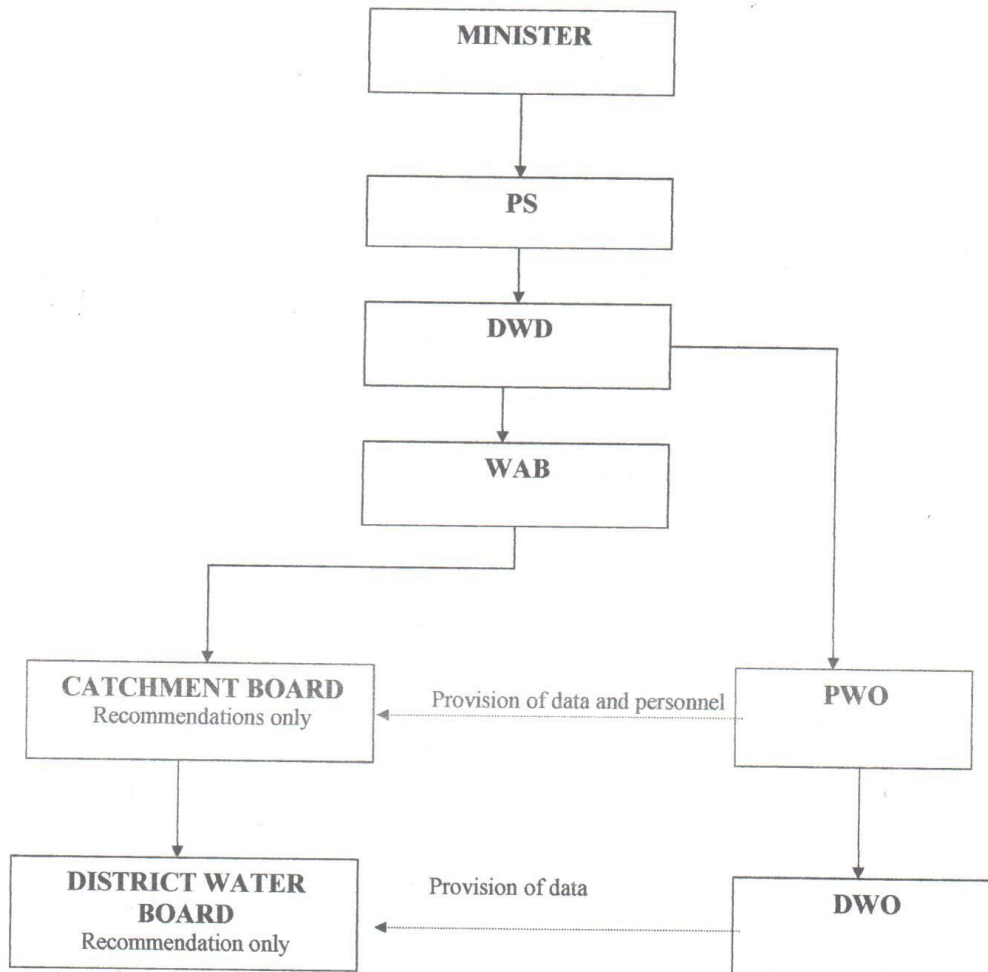 MINISTER
PS
DWD
WAB
CATCHMENT BOARD
Recommendations only
Provision of data and personnel
PWO
DISTRICT WATER
BOARD
Recommendation only
Provision of data
DWO